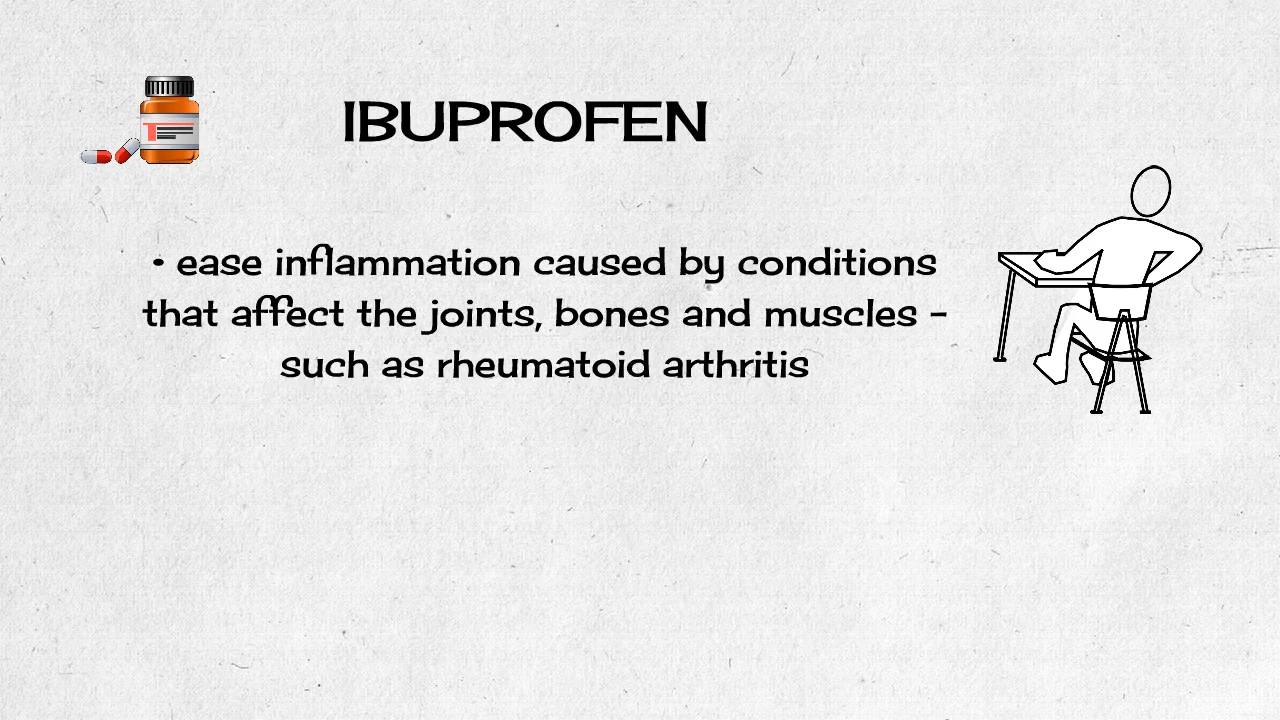 IBUPROFEN
• ease inflammation caused by conditions
that affect the joints, bones and muscles -
such as rheumatoid arthritis